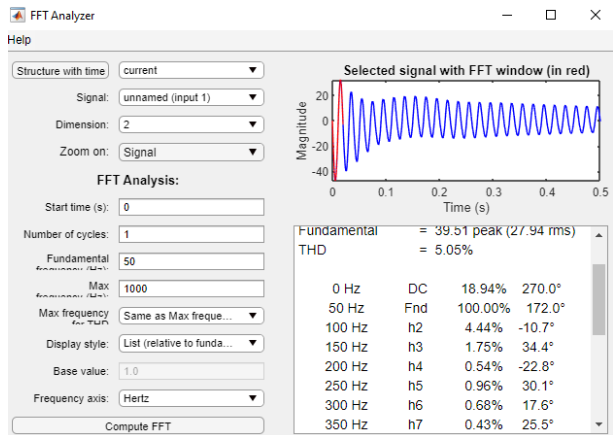 FFT Analyzer
Help
Structure with time current
Signal: unnamed (input 1)
Dimension: 2
Zoom on: Signal
FFT Analysis:
Start time (s): 0
Number of cycles: 1
Fundamental
frequency (Hz): 50
Max
frequency (Hz): 1000
Max frequency
for THD Same as Max freque...
Display style: List (relative to funda...
Base value: 1.0
Frequency axis: Hertz
Compute FFT
Selected signal with FFT window (in red)
Magnitude
20
0
-20
-40
0 0.1 0.2 0.3 0.4 0.5
Time (s)
Fundamental = 39.51 peak (27.94 rms)
THD = 5.05%
0 Hz DC 18.94% 270.0°
50 Hz Fnd 100.00% 172.0°
100 Hz h2 4.44% -10.7°
150 Hz h3 1.75% 34.4°
200 Hz h4 0.54% -22.8°
250 Hz h5 0.96% 30.1°
300 Hz h6 0.68% 17.6°
350 Hz h7 0.43% 25.5°